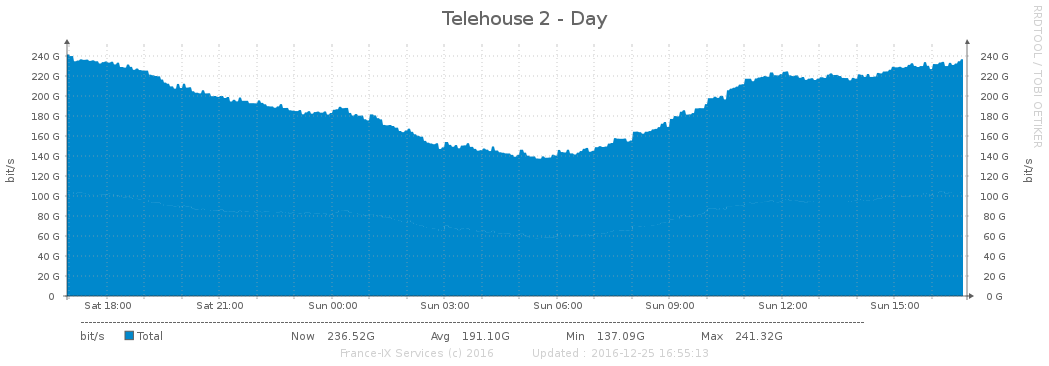 Telehouse 2 - Day
RRDTOOL / TOBI OETIKER
bit/s
240 G 240 G
220 G 220 G
200 G 200 G
180 G 180 G
160 G 160 G
140 G 140 G
120 G 120 G
100 G 100 G
80 G 80 G
60 G 60 G
40 G 40 G
20 G 20 G
0 0 G
bit/s
Sat 18:00 Sat 21:00 Sun 00:00 Sun 03:00 Sun 06:00 Sun 09:00 Sun 12:00 Sun 15:00
bit/s Total Now 236.52G Avg 191.10G Min 137.09G Max 241.32G
France-IX Services (c) 2016 Updated : 2016-12-25 16:55:13